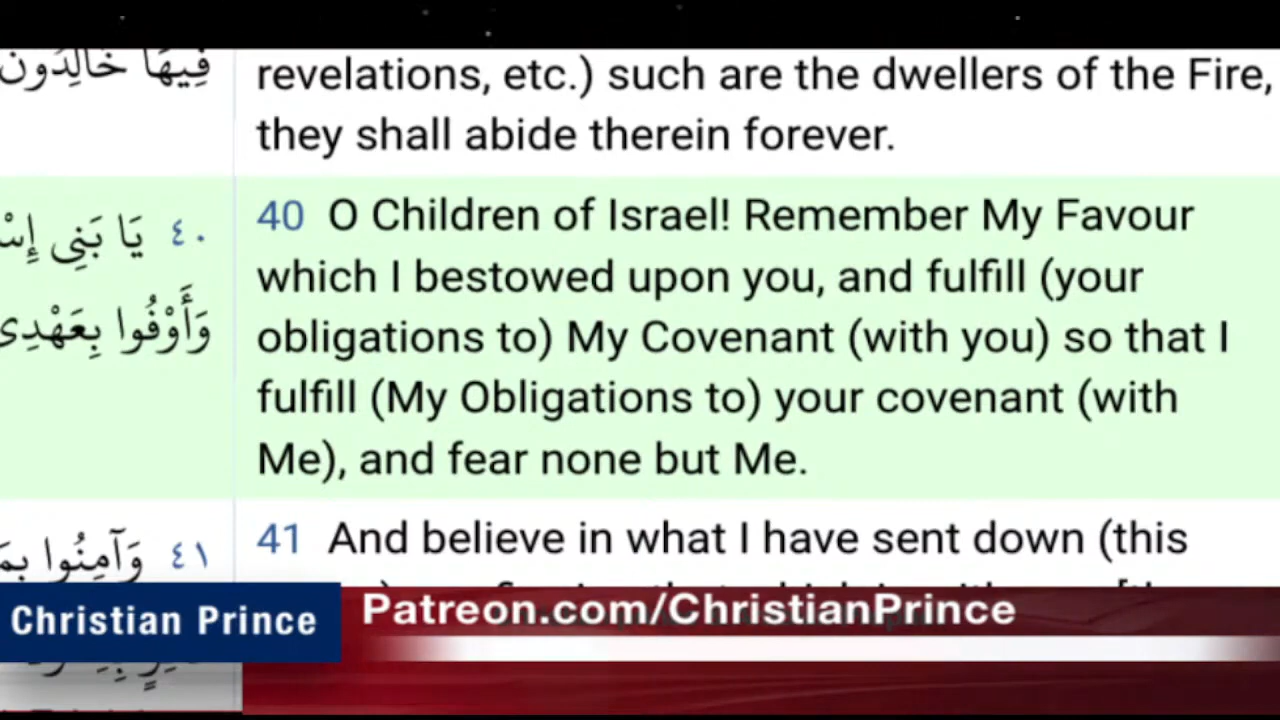 فِيهَا خَالِدُون
revelations, etc.) such are the dwellers of the Fire,
they shall abide therein forever.
٤٠ يَا بَنِي
وَأَوْفُوا بِعَهْدِي
40 O Children of Israel! Remember My Favour
which I bestowed upon you, and fulfill (your
obligations to) My Covenant (with you) so that I
fulfill (My Obligations to) your covenant (with
Me), and fear none but Me.
٤١ وَآمِنُوا
41 And believe in what I have sent down (this
Christian Prince
Patreon.com/ChristianPrince